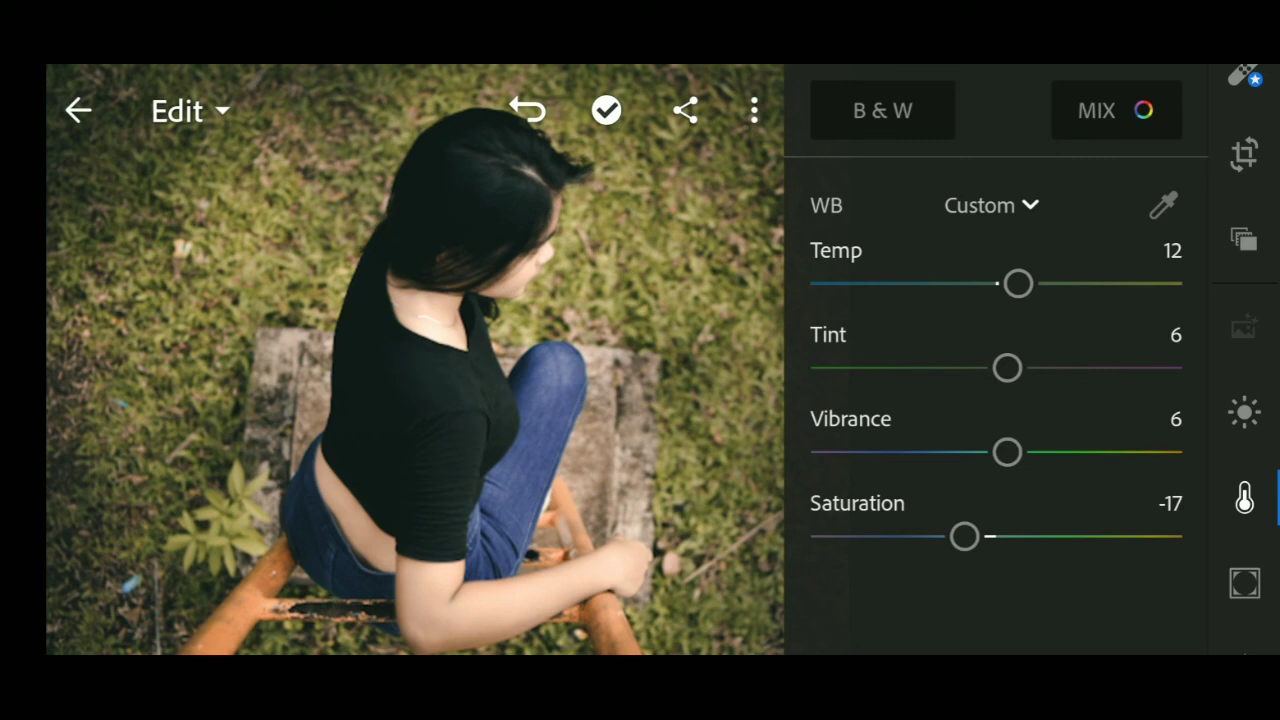 Edit
B & W
MIX
WB
Custom
Temp
12
Tint
6
Vibrance
6
Saturation
-17